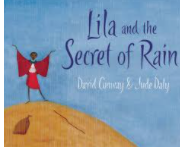 Lila and the
Secret of Rain
David Conway & Jude Daly